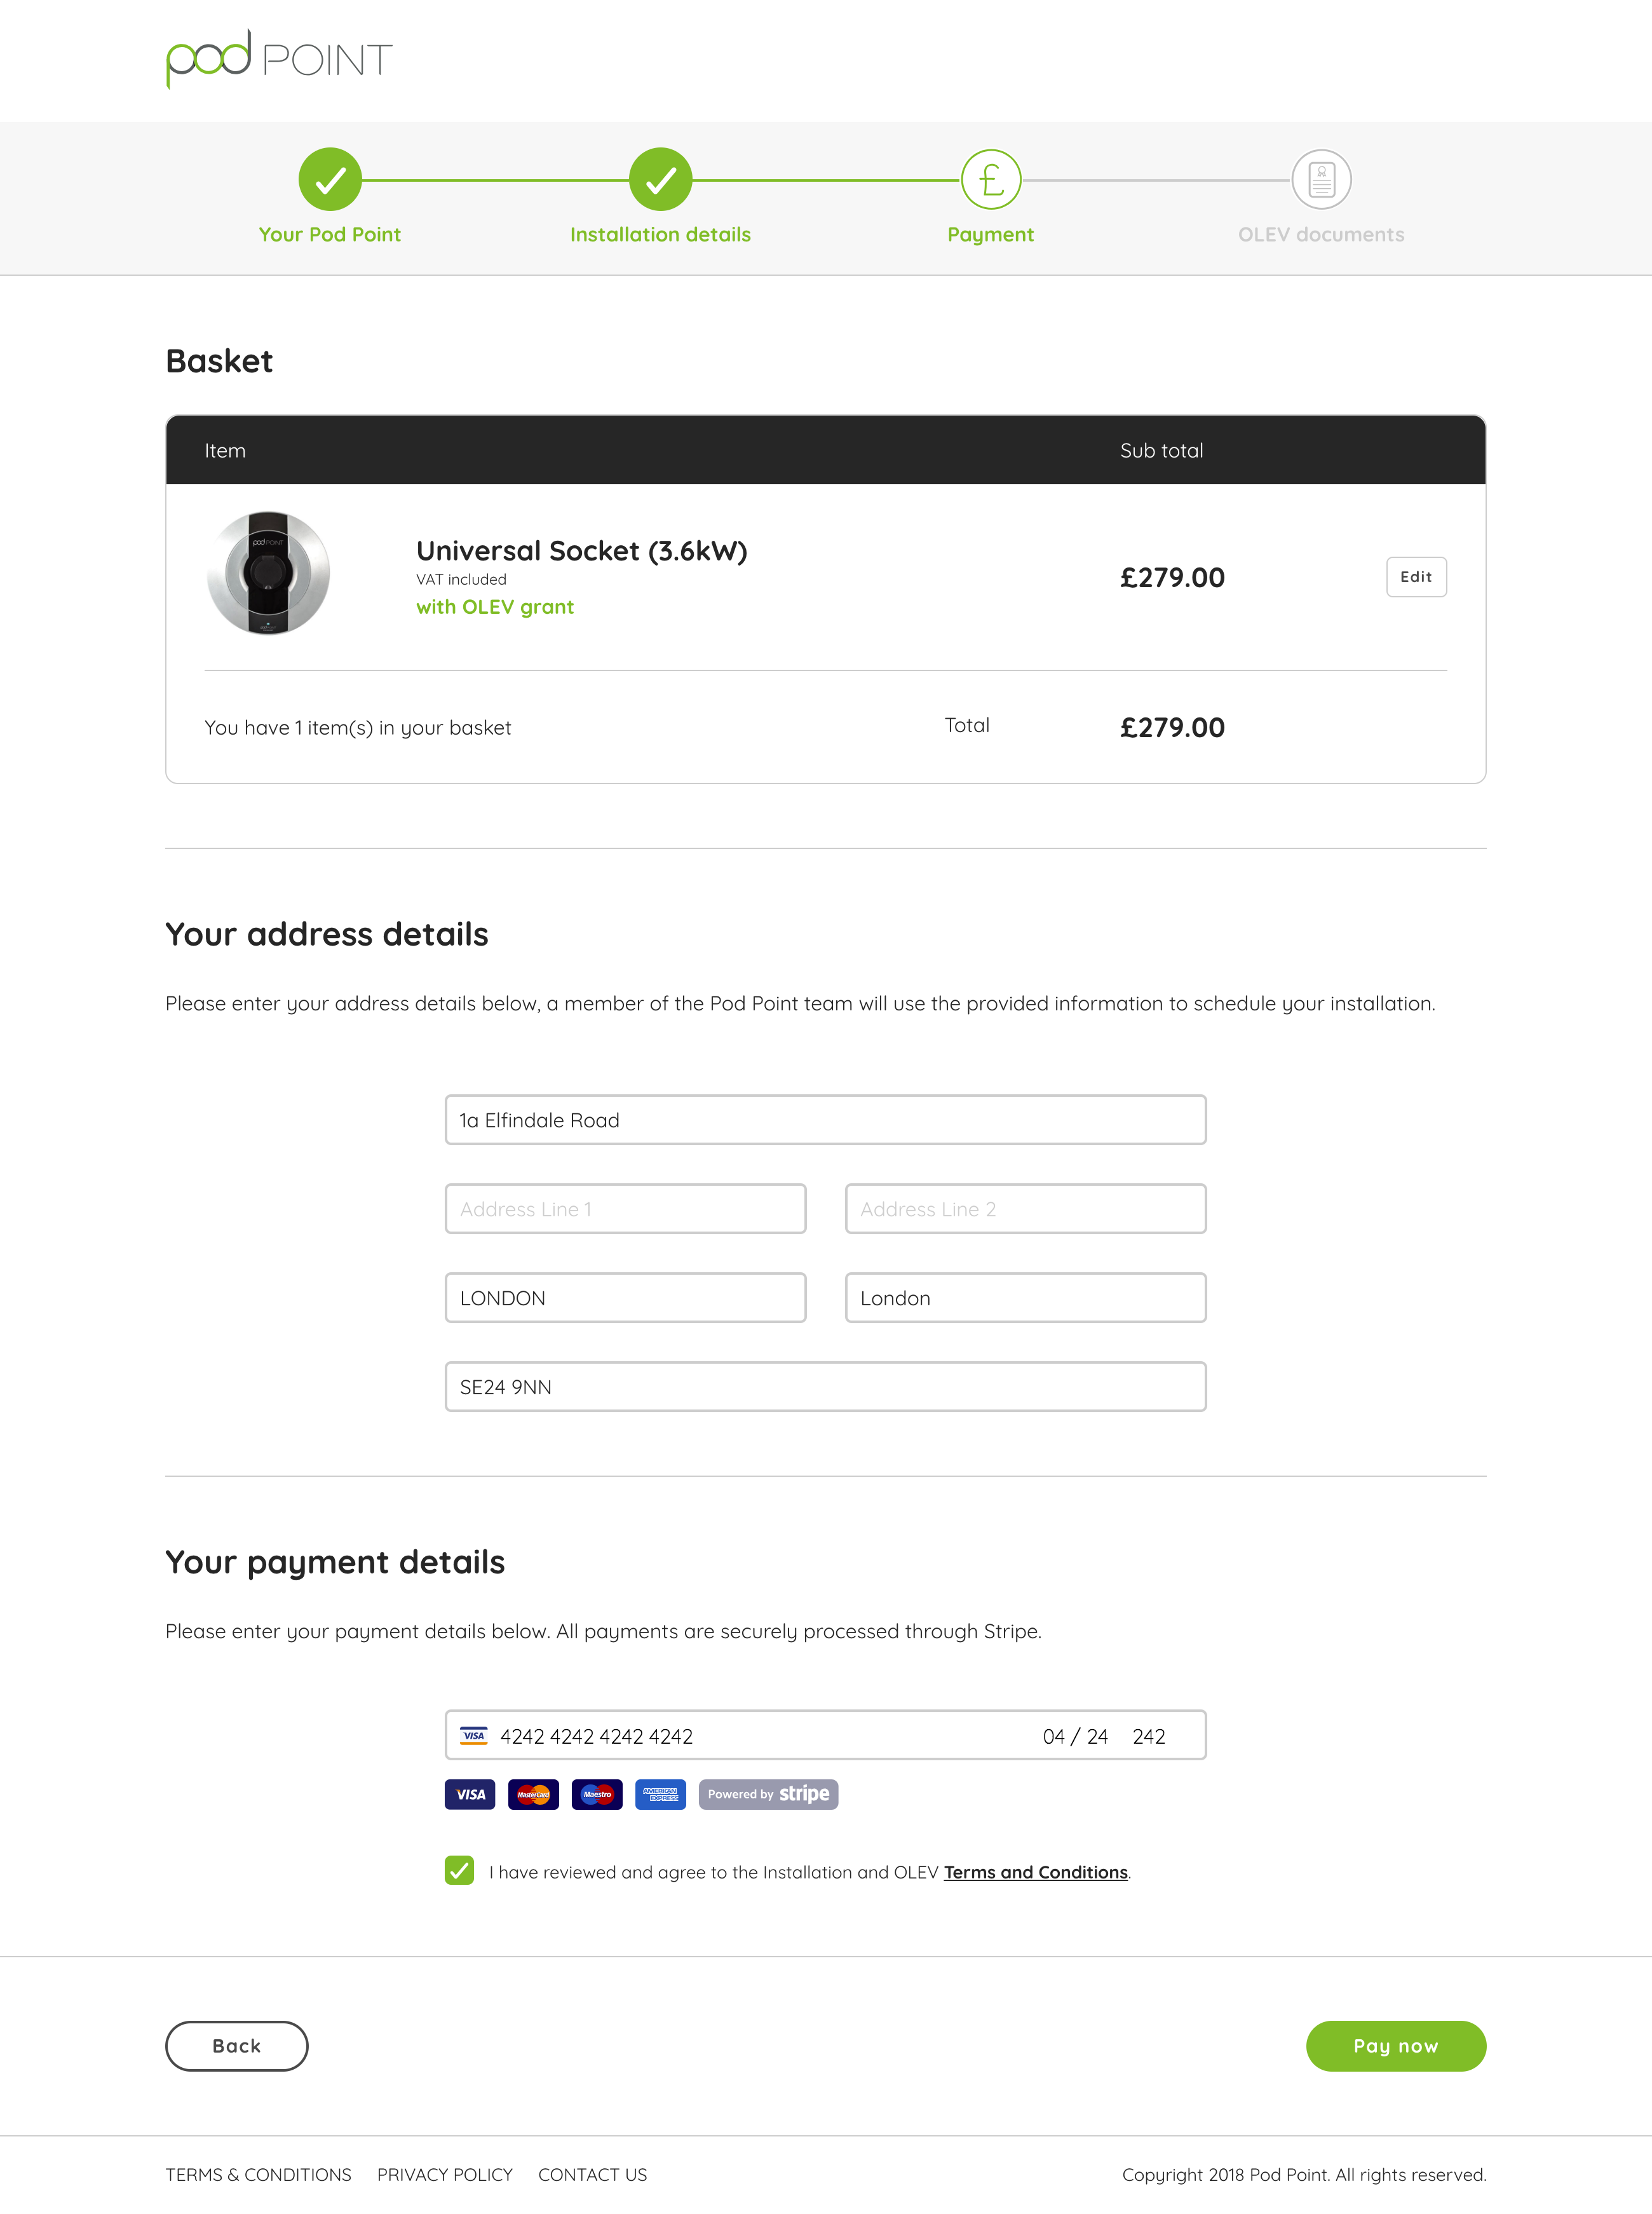 pod POINT
£
Your Pod Point
Installation details
Payment
OLEV documents
Basket
Item
Sub total
pod POINT
Universal Socket (3.6kW)
VAT included
with OLEV grant
£279.00
Edit
You have 1 item(s) in your basket
Total
£279.00
Your address details
Please enter your address details below, a member of the Pod Point team will use the provided information to schedule your installation.
1a Elfindale Road
Address Line 1
Address Line 2
LONDON
London
SE24 9NN
Your payment details
Please enter your payment details below. All payments are securely processed through Stripe.
VISA 4242 4242 4242 4242 04 / 24 242
VISA
MasterCard
Maestro
AMERICAN EXPRESS
Powered by stripe
I have reviewed and agree to the Installation and OLEV Terms and Conditions.
Back
Pay now
TERMS & CONDITIONS
PRIVACY POLICY
CONTACT US
Copyright 2018 Pod Point. All rights reserved.